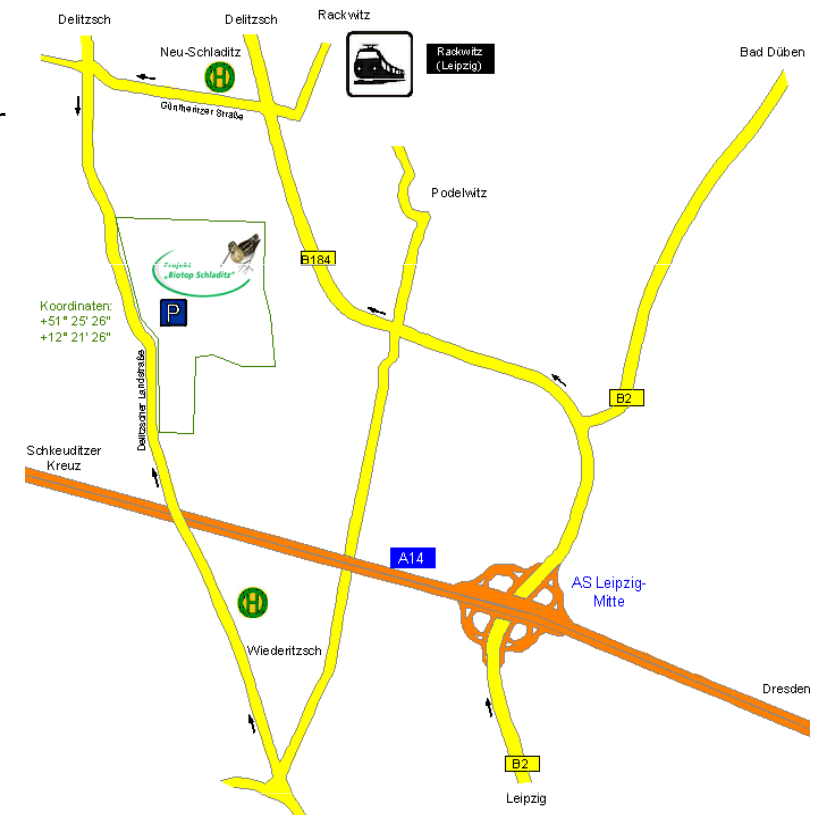 Delitzsch
Delitzsch
Rackwitz
Neu-Schladitz
H
Rackwitz
(Leipzig)
Bad Düben
Güntheritzer Straße
r
Podelwitz
B184
Projekt
„Biotop Schladitz"
P
Koordinaten:
+51° 25' 26"
+12° 21' 26"
Delitzscher Landstraße
B2
Schkeuditzer
Kreuz
A14
AS Leipzig-
Mitte
H
Wiederitzsch
Dresden
B2
Leipzig